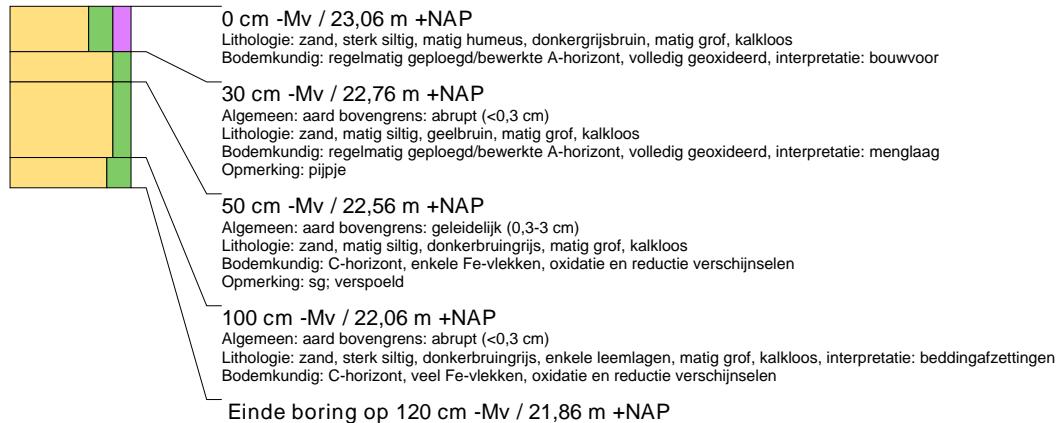 0 cm -Mv / 23,06 m +NAP
Lithologie: zand, sterk siltig, matig humeus, donkergrijsbruin, matig grof, kalkloos
Bodemkundig: regelmatig geploegd/bewerkte A-horizont, volledig geoxideerd, interpretatie: bouwvoor
30 cm -Mv / 22,76 m +NAP
Algemeen: aard bovengrens: abrupt (<0,3 cm)
Lithologie: zand, matig siltig, geelbruin, matig grof, kalkloos
Bodemkundig: regelmatig geploegd/bewerkte A-horizont, volledig geoxideerd, interpretatie: menglaag
Opmerking: pijpje
50 cm -Mv / 22,56 m +NAP
Algemeen: aard bovengrens: geleidelijk (0,3-3 cm)
Lithologie: zand, matig siltig, donkerbruingrijs, matig grof, kalkloos
Bodemkundig: C-horizont, enkele Fe-vlekken, oxidatie en reductie verschijnselen
Opmerking: sg; verspoeld
100 cm -Mv / 22,06 m +NAP
Algemeen: aard bovengrens: abrupt (<0,3 cm)
Lithologie: zand, sterk siltig, donkerbruingrijs, enkele leemlagen, matig grof, kalkloos, interpretatie: beddingafzettingen
Bodemkundig: C-horizont, veel Fe-vlekken, oxidatie en reductie verschijnselen
Einde boring op 120 cm -Mv / 21,86 m +NAP